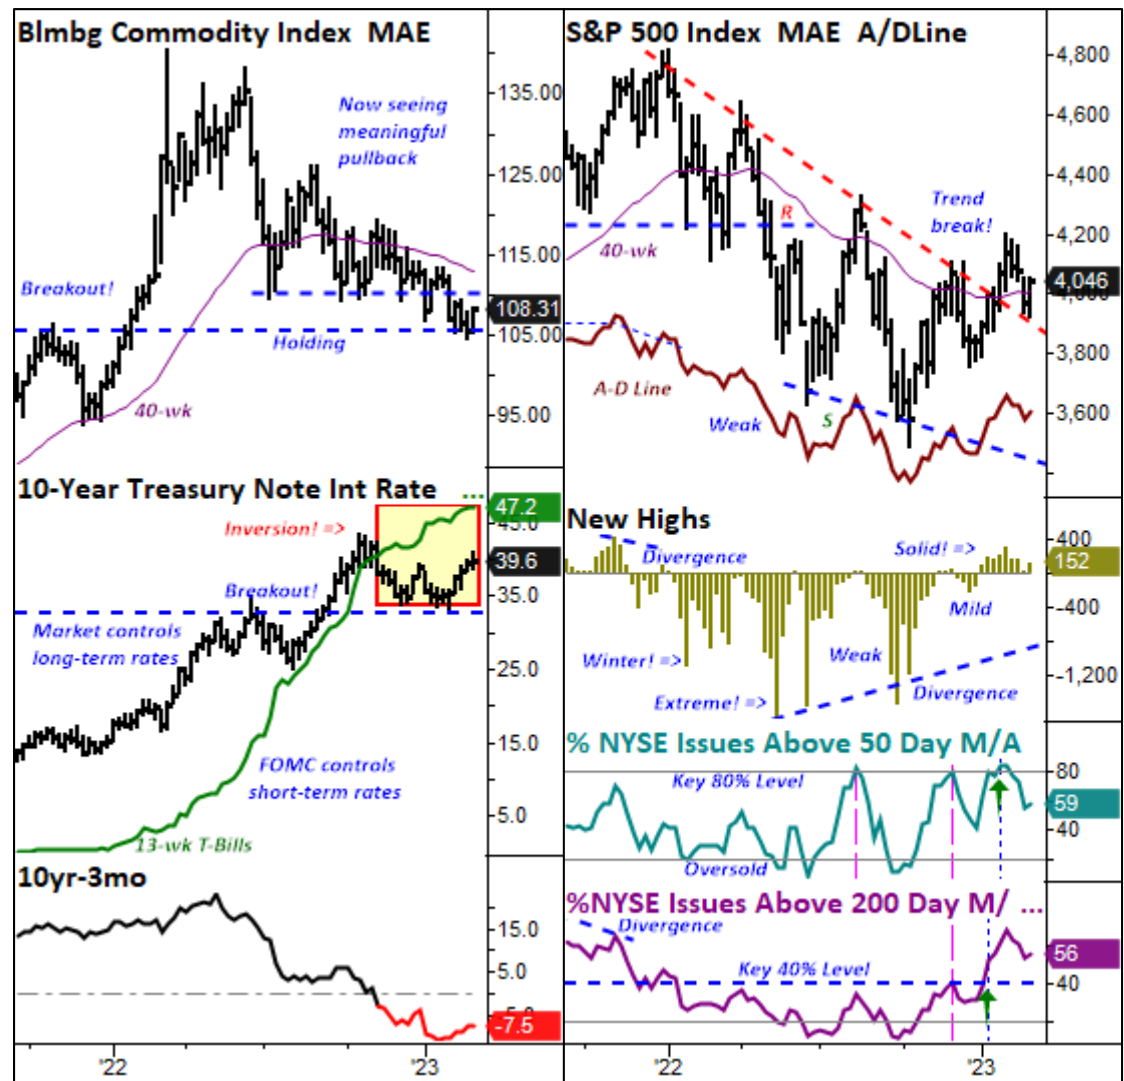 Blmbg Commodity Index MAE
135.00
Now seeing
meaningful
pullback
125.00
115.00
Breakout!
108.31
105.00
Holding
40-wk
95.00
10-Year Treasury Note Int Rate ...
47.2
45.0
Inversion! =>
39.6
Breakout!
35.0
Market controls
long-term rates
25.0
15.0
FOMC controls
short-term rates
5.0
13-wk T-Bills
10yr-3mo
15.0
5.0
-7.5
'22
'23
S&P 500 Index MAE A/DLine
4,800
4,600
4,400
Trend
break!
R
4,200
40-wk
4,046
4,000
3,800
A-D Line
3,600
Weak
S
New Highs
400
Solid! =>
Divergence
152
-400
Mild
Winter! =>
Weak
-1,200
Extreme! =>
Divergence
% NYSE Issues Above 50 Day M/A
80
Key 80% Level
59
40
Oversold
%NYSE Issues Above 200 Day M/ ...
Divergence
56
Key 40% Level
40
'22
'23